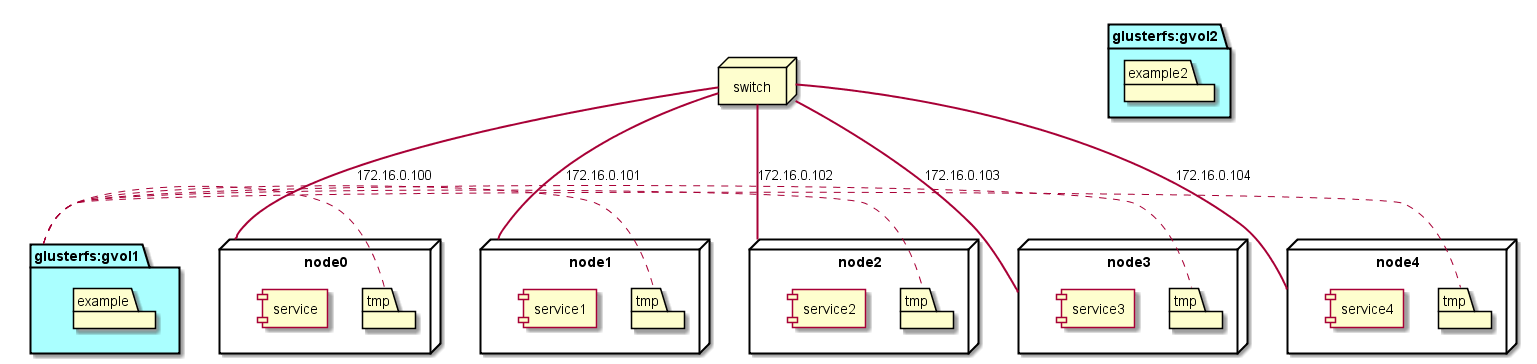 glusterfs:gvol2
example2
switch
172.16.0.100
172.16.0.101
172.16.0.102
172.16.0.103
172.16.0.104
glusterfs:gvol1
example
node0
service
tmp
node1
service1
tmp
node2
service2
tmp
node3
service3
tmp
node4
service4
tmp